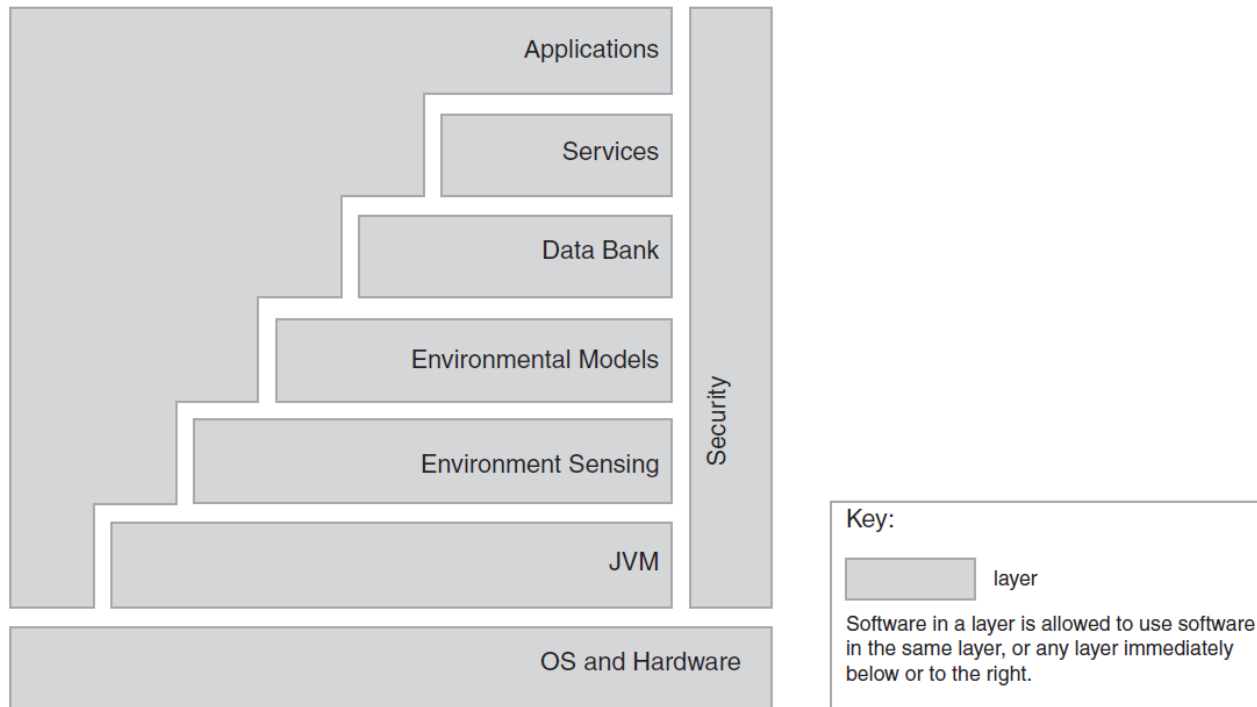 Applications
Services
Data Bank
Environmental Models
Environment Sensing
JVM
OS and Hardware
Security
Key:
layer
Software in a layer is allowed to use software
in the same layer, or any layer immediately
below or to the right.